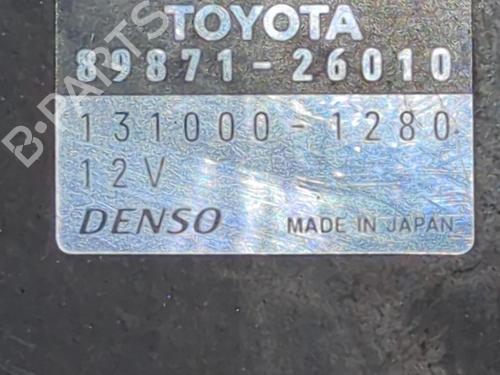 TOYOTA
89871-26010
131000-1280
12V
DENSO MADE IN JAPAN
B-PARTS